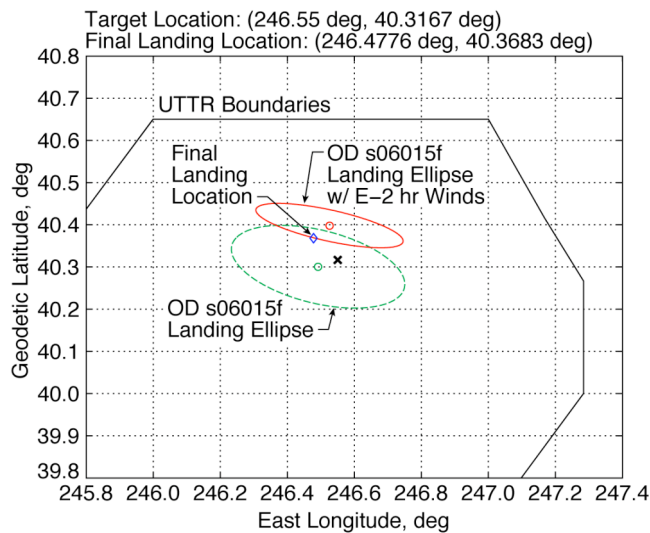 Target Location: (246.55 deg, 40.3167 deg)
Final Landing Location: (246.4776 deg, 40.3683 deg)
40.8
40.7
40.6
40.5
40.4
40.3
40.2
40.1
40.0
39.9
39.8
Geodetic Latitude, deg
UTTR Boundaries
Final
Landing
Location
OD s06015f
Landing Ellipse
w/ E−2 hr Winds
OD s06015f
Landing Ellipse
245.8 246.0 246.2 246.4 246.6 246.8 247.0 247.2 247.4
East Longitude, deg